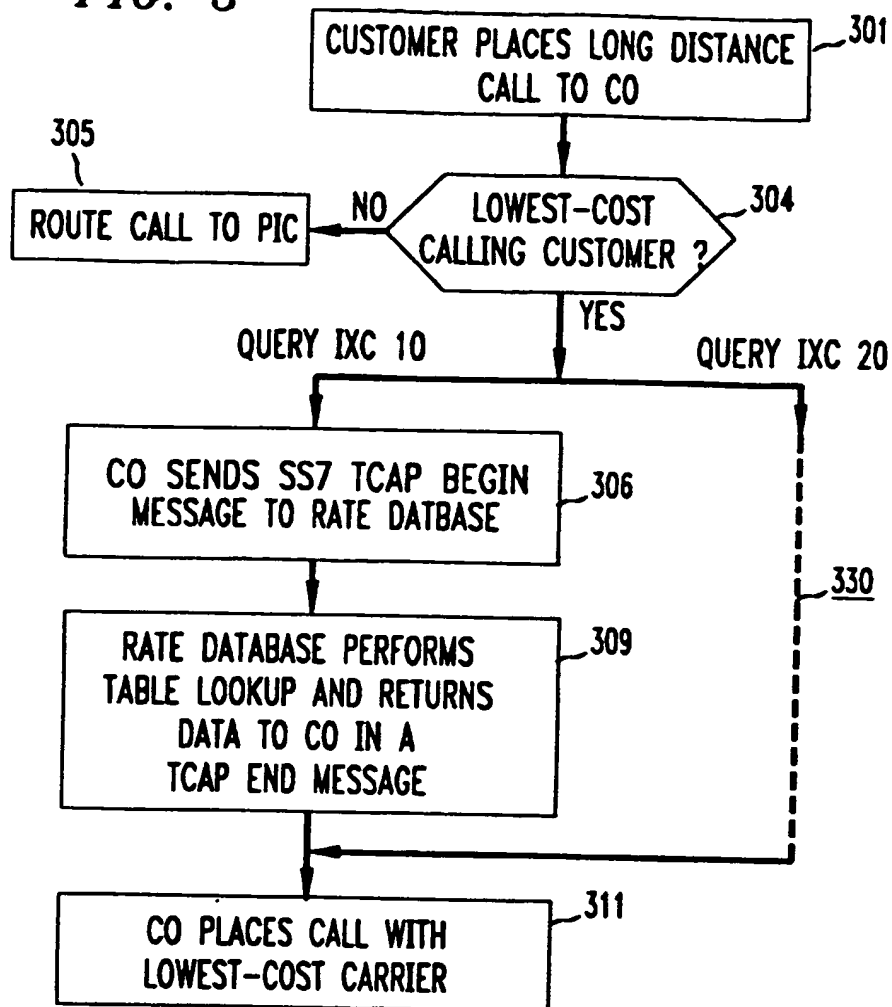 FIG. 3
CUSTOMER PLACES LONG DISTANCE
CALL TO CO
301
305
ROUTE CALL TO PIC
NO
LOWEST-COST
CALLING CUSTOMER ?
304
YES
QUERY IXC 10
QUERY IXC 20
CO SENDS SS7 TCAP BEGIN
MESSAGE TO RATE DATBASE
306
330
RATE DATABASE PERFORMS
TABLE LOOKUP AND RETURNS
DATA TO CO IN A
TCAP END MESSAGE
309
CO PLACES CALL WITH
LOWEST-COST CARRIER
311